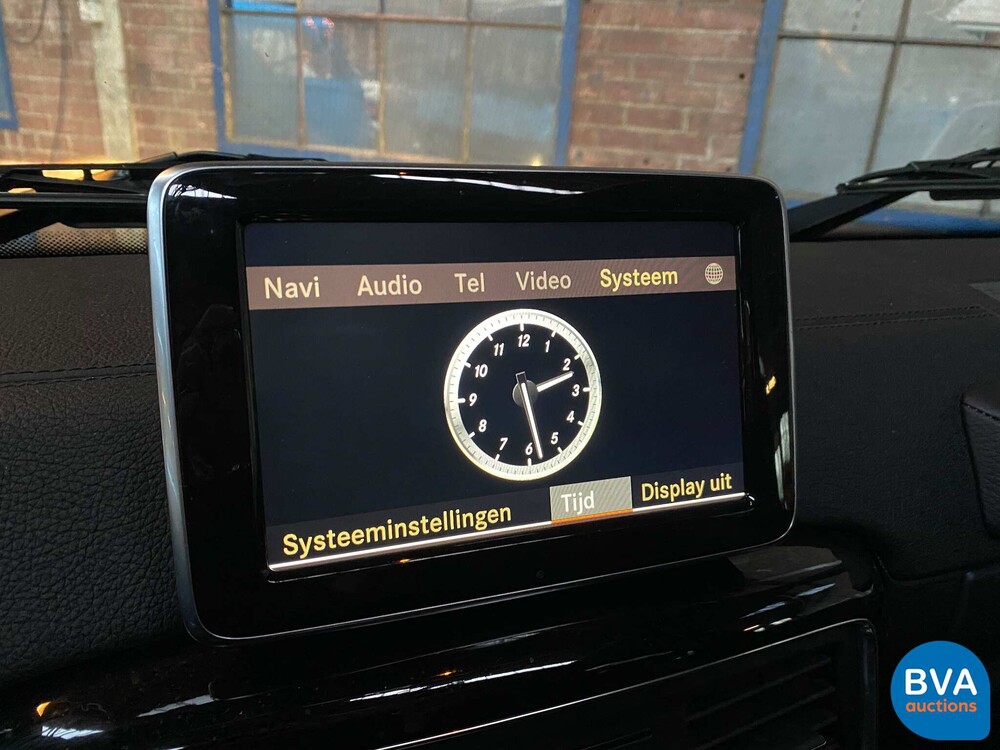 Navi Audio Tel Video Systeem
12
11 1
10 2
9 3
8 4
7 5
6
Systeeminstellingen Tijd Display uit
BVA
auctions